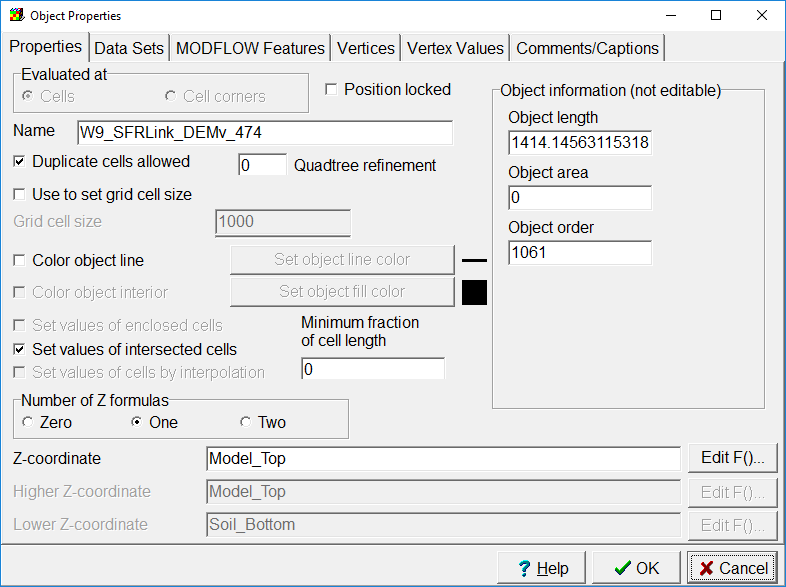 Object Properties
Properties Data Sets MODFLOW Features Vertices Vertex Values Comments/Captions
Evaluated at
Cells Cell corners
Position locked
Name W9_SFRLink_DEMv_474
Duplicate cells allowed 0 Quadtree refinement
Use to set grid cell size
Grid cell size 1000
Color object line Set object line color
Color object interior Set object fill color
Set values of enclosed cells
Set values of intersected cells
Set values of cells by interpolation
Minimum fraction
of cell length
0
Object information (not editable)
Object length
1414.14563115318
Object area
0
Object order
1061
Number of Z formulas
Zero One Two
Z-coordinate Model_Top Edit F()...
Higher Z-coordinate Model_Top Edit F()...
Lower Z-coordinate Soil_Bottom Edit F()...
? Help OK Cancel